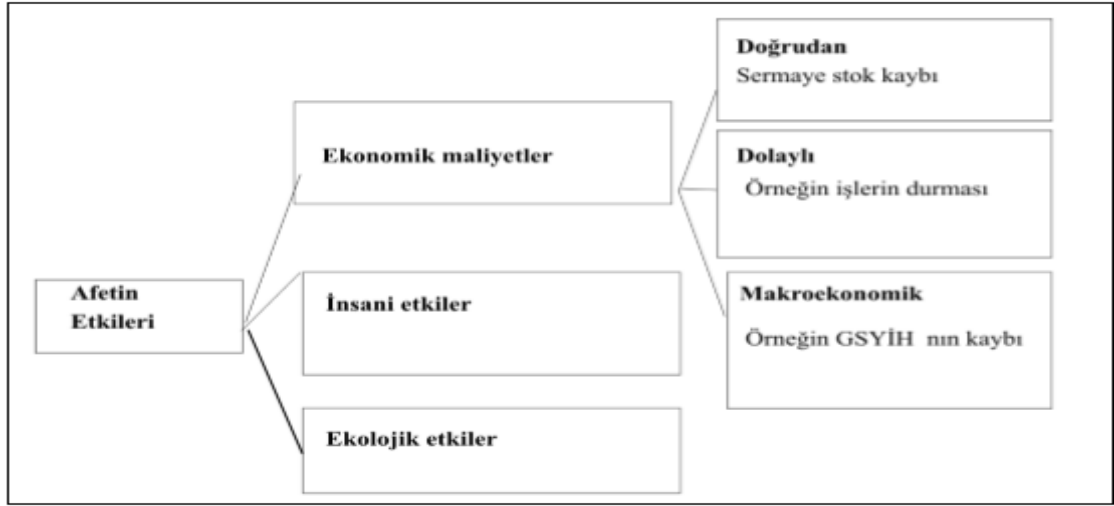 Doğrudan
Sermaye stok kaybı
Ekonomik maliyetler
Dolaylı
Örneğin işlerin durması
Afetin
Etkileri
İnsani etkiler
Makroekonomik
Örneğin GSYİH nın kaybı
Ekolojik etkiler